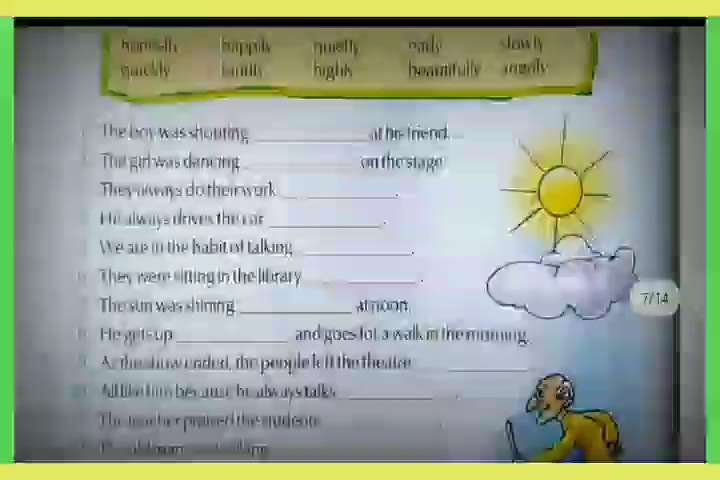 happily quietly early slowly
quickly loudly highly beautifully angrily
The boy was shouting at his friend.
The girl was dancing on the stage.
They always do their work .
He always drives the car .
We are in the habit of talking .
They were sitting in the library .
The sun was shining at noon.
He gets up and goes for a walk in the morning.
As the show ended, the people left the theatre .
All like him because he always talks .
The teacher praised the students
7/14